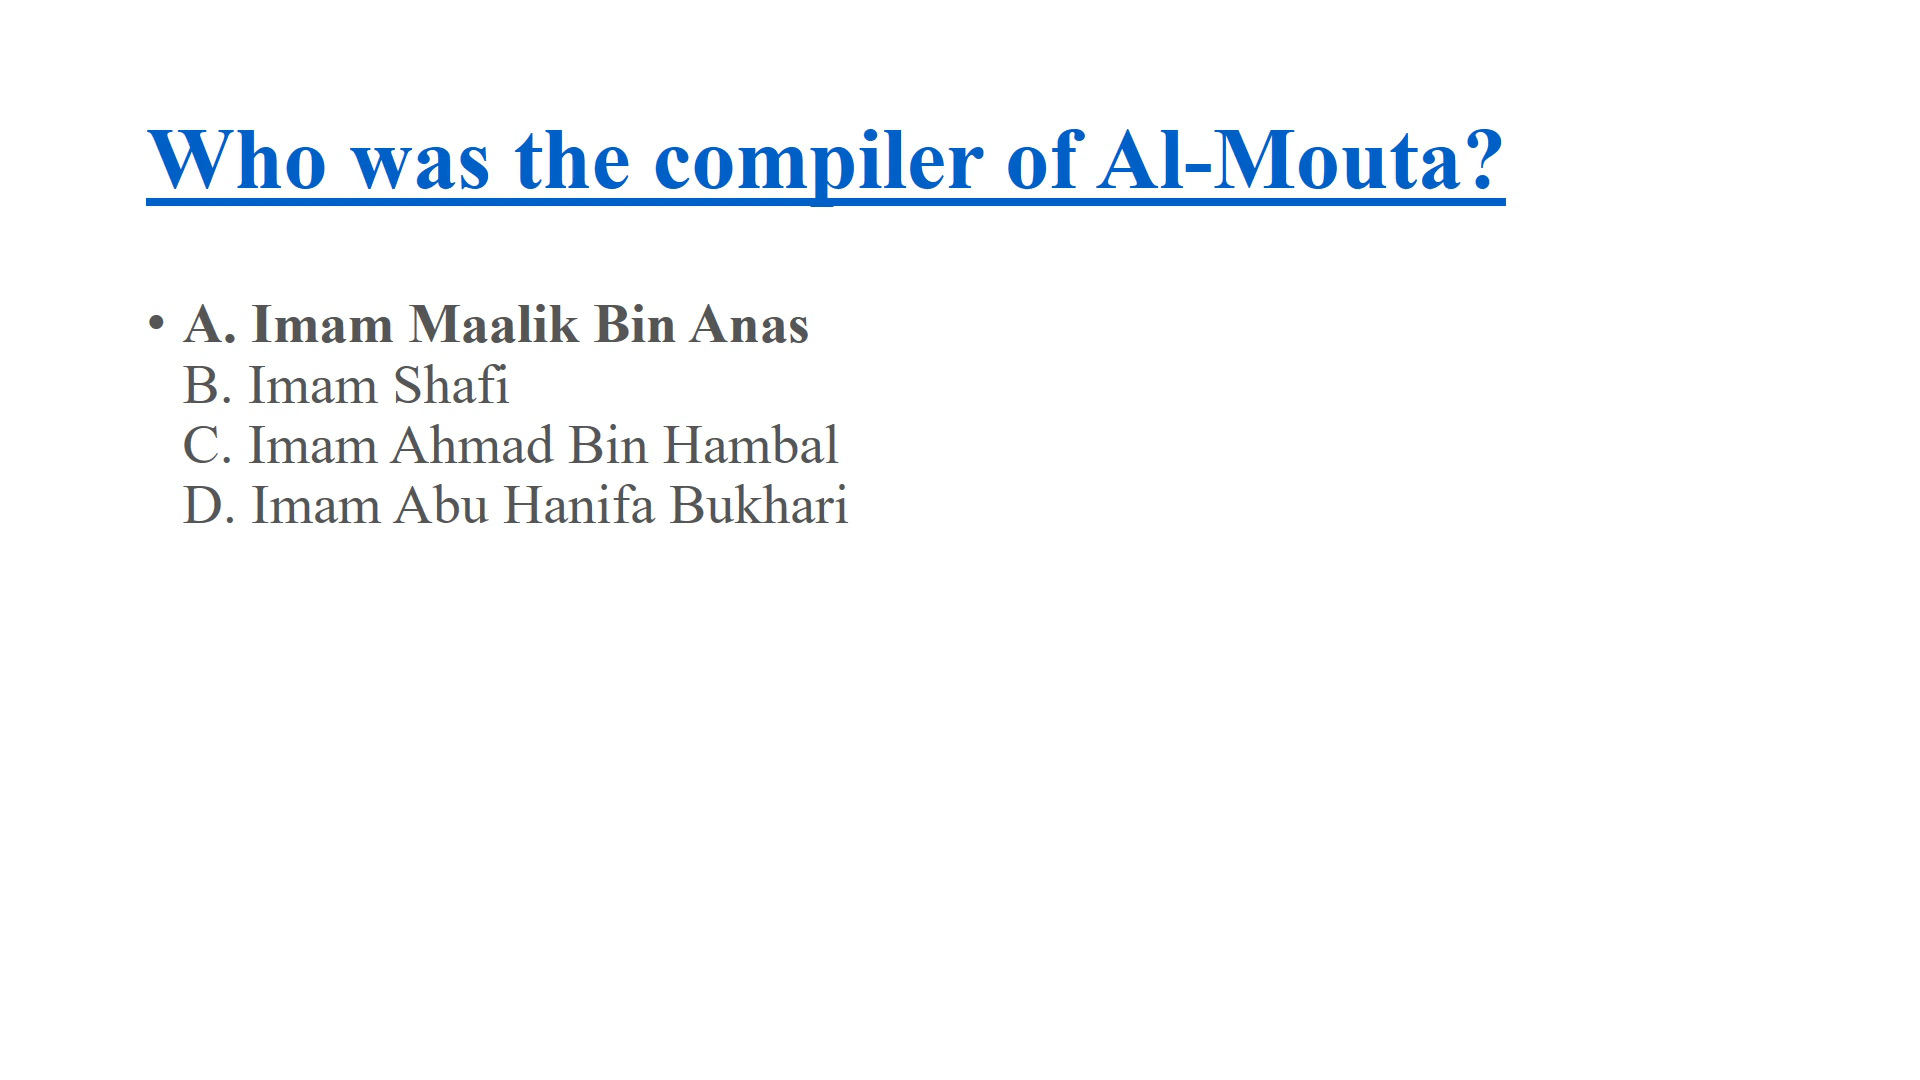 Who was the compiler of Al-Mouta?
• A. Imam Maalik Bin Anas
B. Imam Shafi
C. Imam Ahmad Bin Hambal
D. Imam Abu Hanifa Bukhari